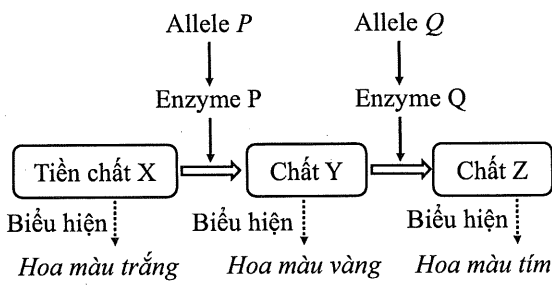 Allele P Allele Q
Enzyme P Enzyme Q
Tiền chất X Chất Y Chất Z
Biểu hiện Biểu hiện Biểu hiện
Hoa màu trắng Hoa màu vàng Hoa màu tím